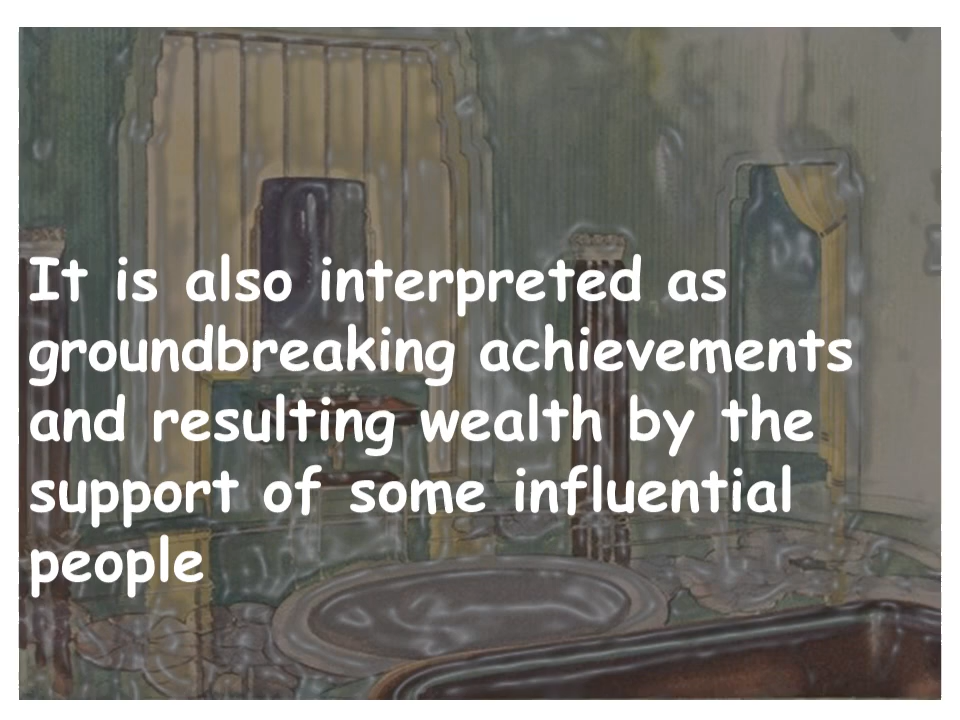 It is also interpreted as
groundbreaking achievements
and resulting wealth by the
support of some influential
people